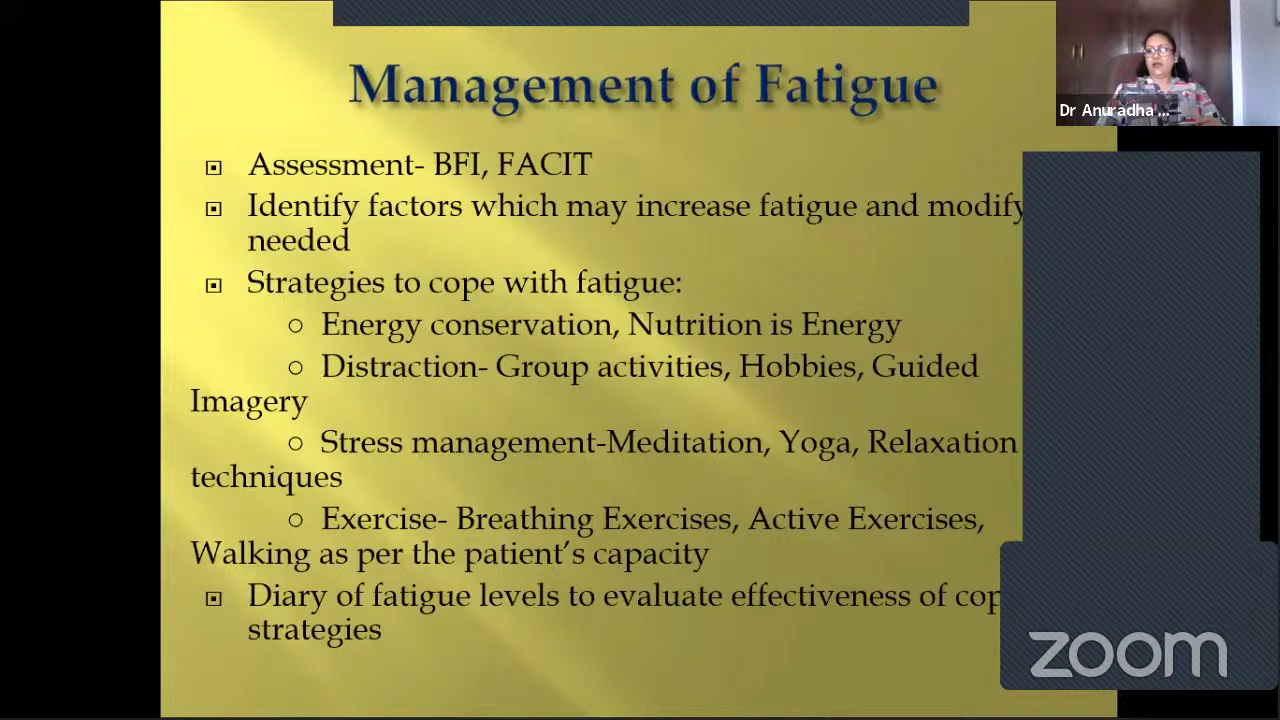 Management of Fatigue
Dr Anuradha ...
Assessment- BFI, FACIT
Identify factors which may increase fatigue and modify
needed
Strategies to cope with fatigue:
Energy conservation, Nutrition is Energy
Distraction- Group activities, Hobbies, Guided
Imagery
Stress management-Meditation, Yoga, Relaxation
techniques
Exercise- Breathing Exercises, Active Exercises,
Walking as per the patient's capacity
Diary of fatigue levels to evaluate effectiveness of
strategies
zoom